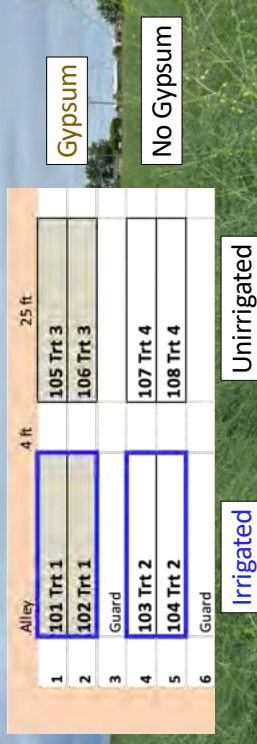 Alley 4 ft 25 ft
1 101 Trt 1 105 Trt 3
2 102 Trt 1 106 Trt 3
3 Guard
4 103 Trt 2 107 Trt 4
5 104 Trt 2 108 Trt 4
6 Guard
Gypsum
No Gypsum
Irrigated
Unirrigated